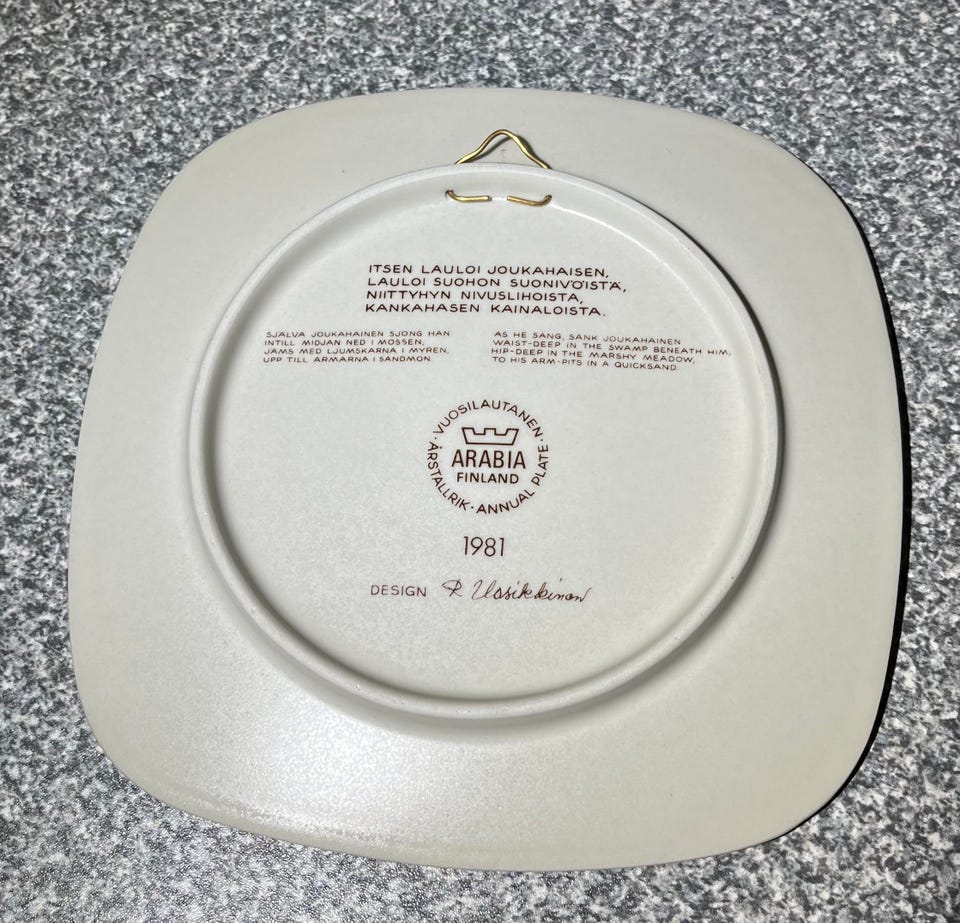 ITSEN LAULOI JOUKAHAISEN,
LAULOI SUOHON SUONIVÖISTÄ,
NIITTYHYN NIVUSLIHOISTA,
KANKAHASEN KAINALOISTA.
SJÄLVA JOUKAHAINEN SJÖNG HAN
INTILL MIDJAN NED I MOSSEN,
JÄMS MED LJUMSKARNA I MYREN,
UPP TILL ARMARNA I SANDMON.
AS HE SANG, SANK JOUKAHAINEN
WAIST-DEEP IN THE SWAMP BENEATH HIM,
HIP-DEEP IN THE MARSHY MEADOW,
TO HIS ARM-PITS IN A QUICKSAND.
· VUOSILAUTANEN · ÅRSTALLRIK · ANNUAL PLATE
ARABIA
FINLAND
1981
DESIGN R Uosikkinen